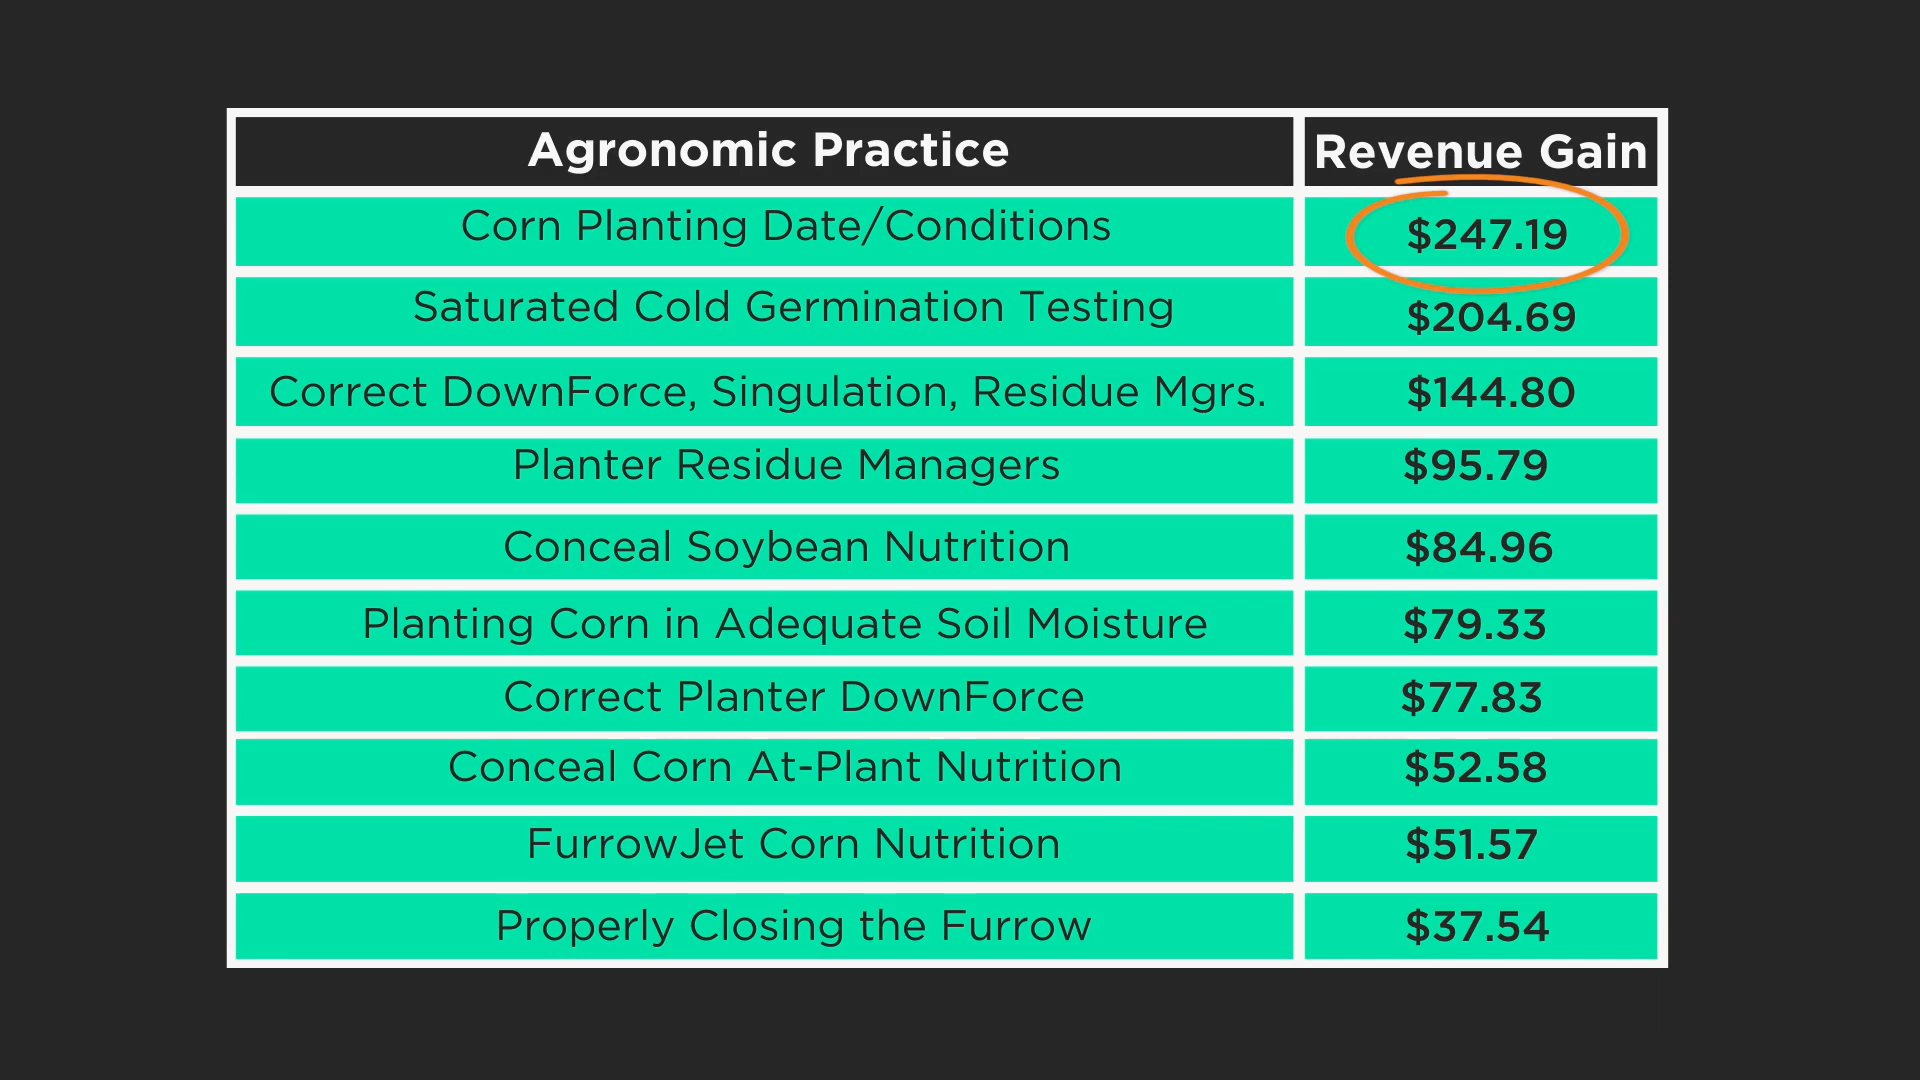 Agronomic Practice Revenue Gain
Corn Planting Date/Conditions $247.19
Saturated Cold Germination Testing $204.69
Correct DownForce, Singulation, Residue Mgrs. $144.80
Planter Residue Managers $95.79
Conceal Soybean Nutrition $84.96
Planting Corn in Adequate Soil Moisture $79.33
Correct Planter DownForce $77.83
Conceal Corn At-Plant Nutrition $52.58
FurrowJet Corn Nutrition $51.57
Properly Closing the Furrow $37.54